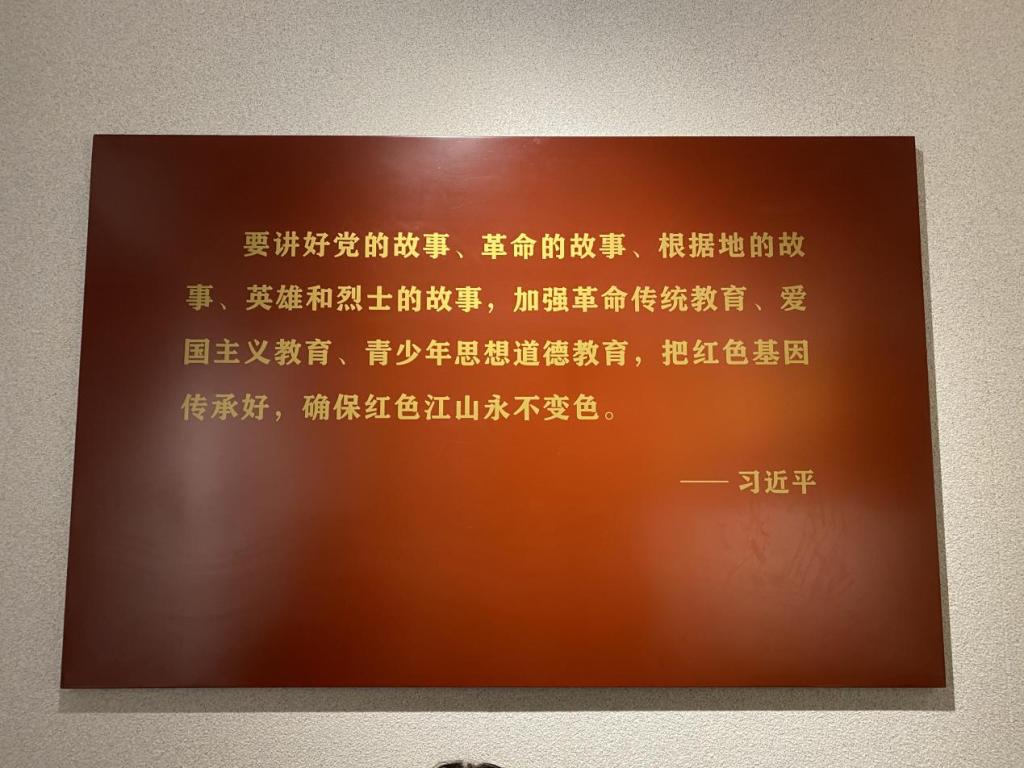 要讲好党的故事、革命的故事、根据地的故
事、英雄和烈士的故事，加强革命传统教育、爱
国主义教育、青少年思想道德教育，把红色基因
传承好，确保红色江山永不变色。
——习近平